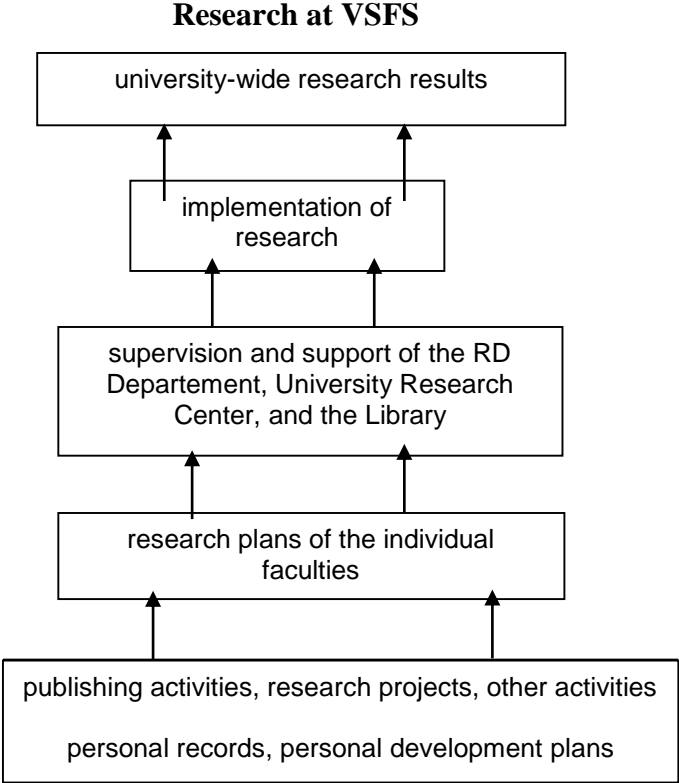 Research at VSFS
university-wide research results
implementation of
research
supervision and support of the RD
Departement, University Research
Center, and the Library
research plans of the individual
faculties
publishing activities, research projects, other activities
personal records, personal development plans